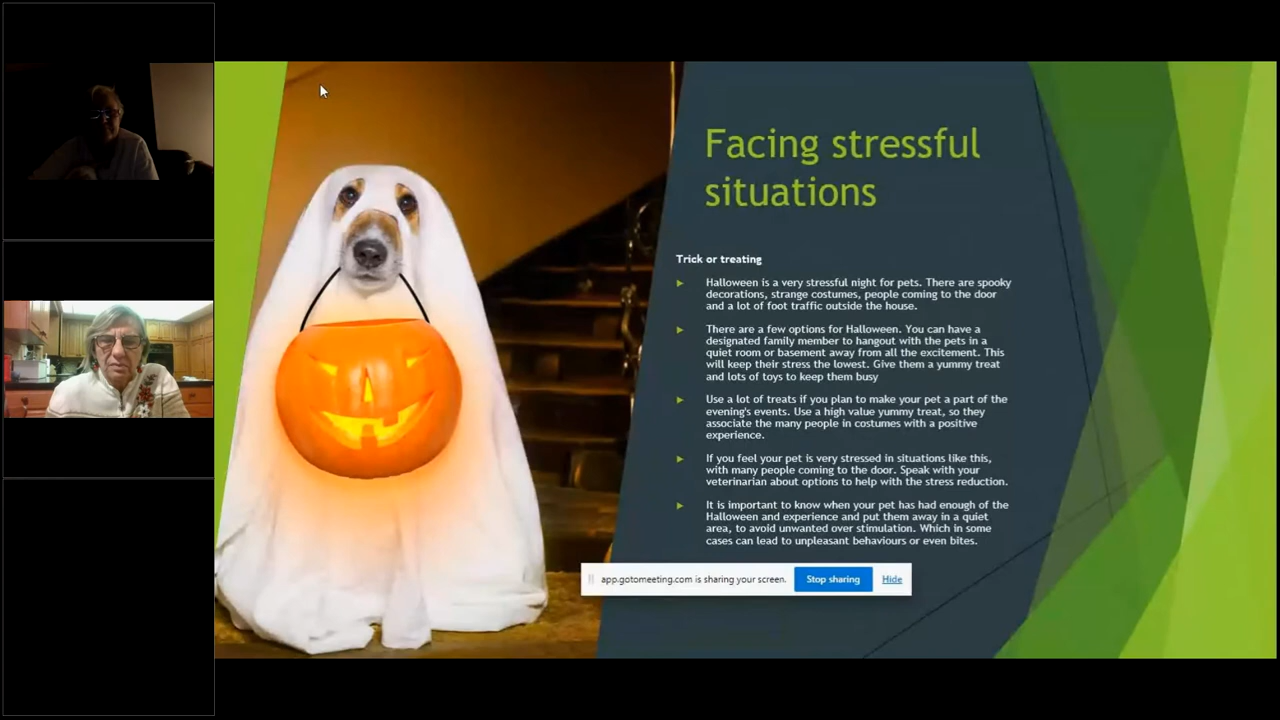 Facing stressful
situations
Trick or treating
Halloween is a very stressful night for pets. There are spooky
decorations, strange costumes, people coming to the door
and a lot of foot traffic outside the house.
There are a few options for Halloween. You can have a
designated family member to hangout with the pets in a
quiet room or basement away from all the excitement. This
will keep their stress the lowest. Give them a yummy treat
and lots of toys to keep them busy
Use a lot of treats if you plan to make your pet a part of the
evening's events. Use a high value yummy treat, so they
associate the many people in costumes with a positive
experience.
If you feel your pet is very stressed in situations like this,
with many people coming to the door. Speak with your
veterinarian about options to help with the stress reduction.
It is important to know when your pet has had enough of the
Halloween and experience and put them away in a quiet
area, to avoid unwanted over stimulation. Which in some
cases can lead to unpleasant behaviours or even bites.
app.gotomeeting.com is sharing your screen. Stop sharing Hide